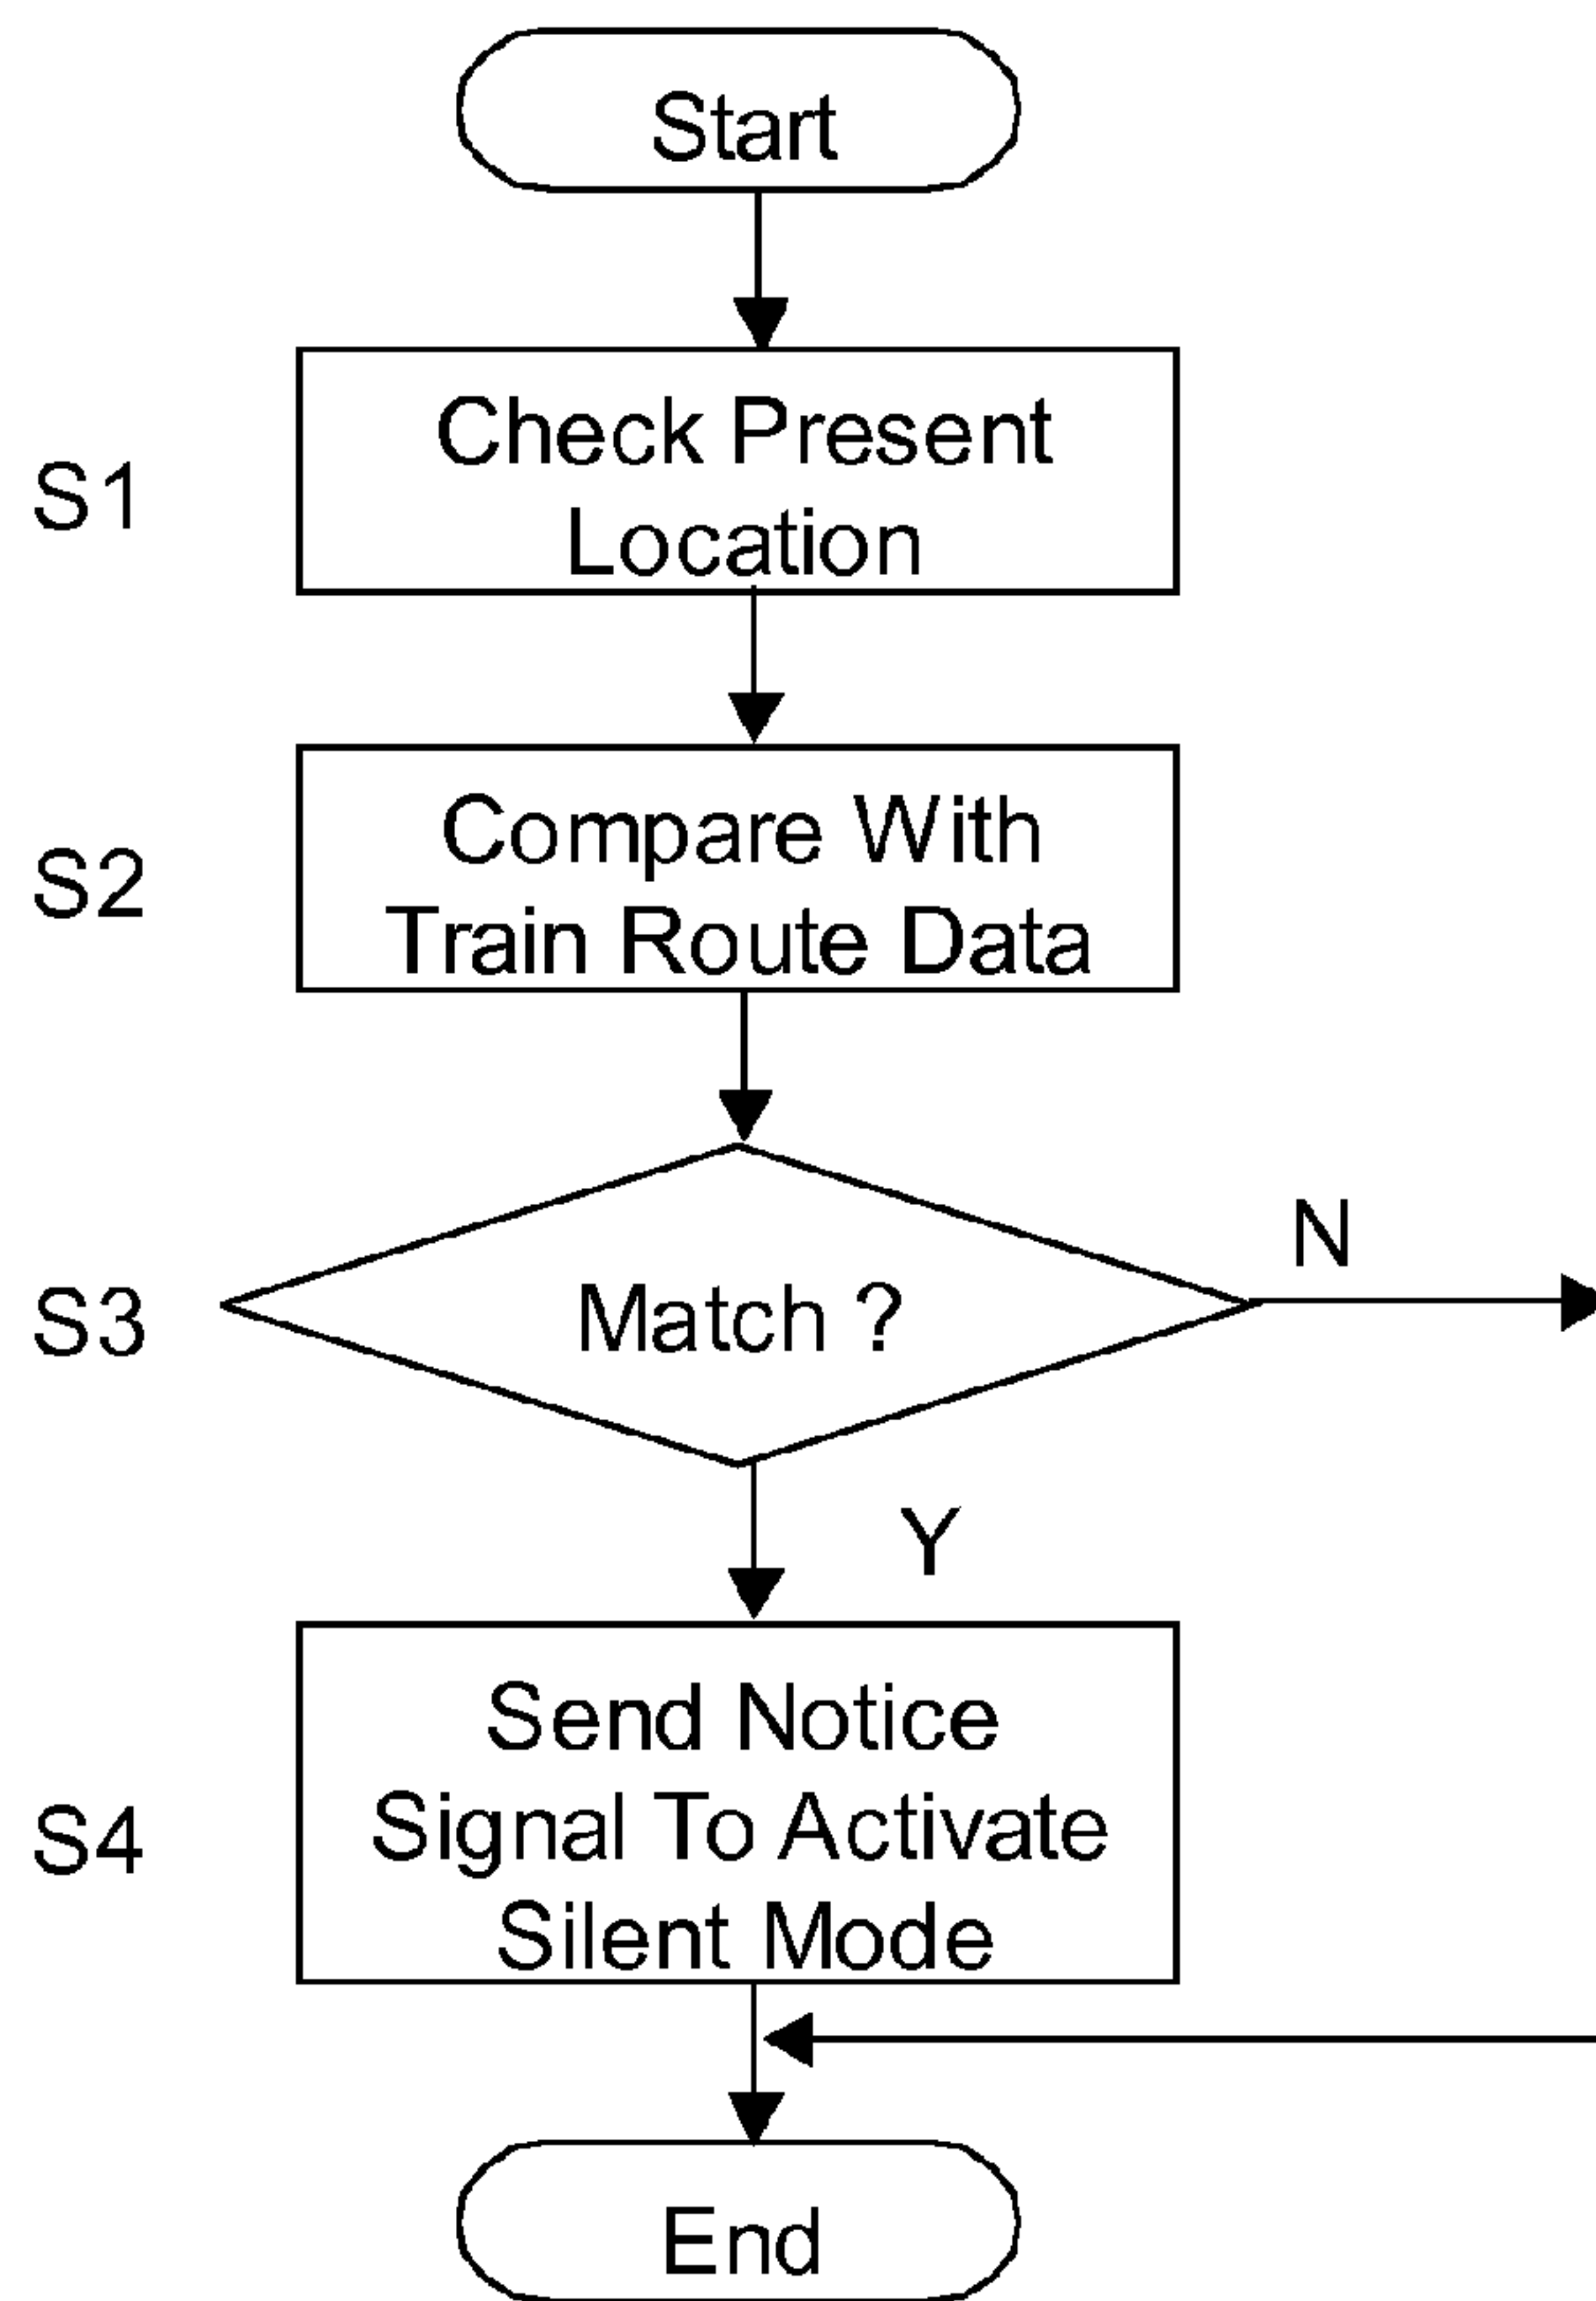 Start
S1
Check Present
Location
S2
Compare With
Train Route Data
S3
Match ?
N
Y
S4
Send Notice
Signal To Activate
Silent Mode
End